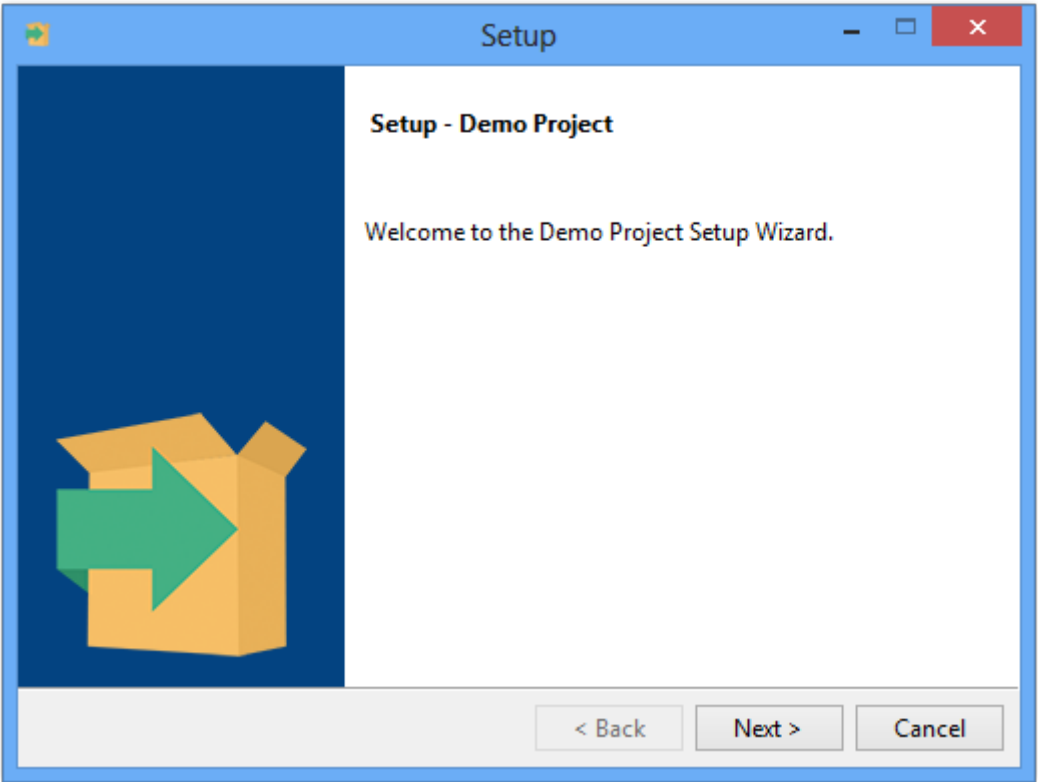 Setup
Setup - Demo Project
Welcome to the Demo Project Setup Wizard.
< Back
Next >
Cancel